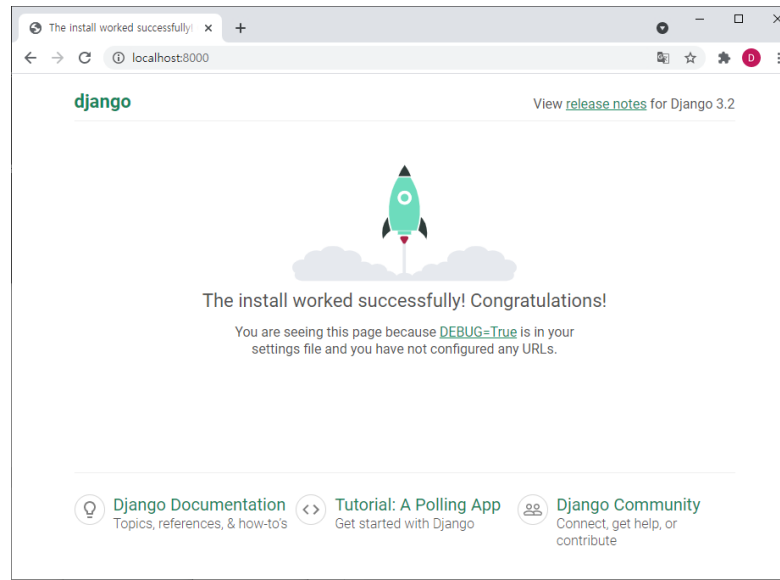 The install worked successfully!
localhost:8000
D
django
View release notes for Django 3.2
The install worked successfully! Congratulations!
You are seeing this page because DEBUG=True is in your
settings file and you have not configured any URLs.
Django Documentation
Topics, references, & how-to's
Tutorial: A Polling App
Get started with Django
Django Community
Connect, get help, or
contribute